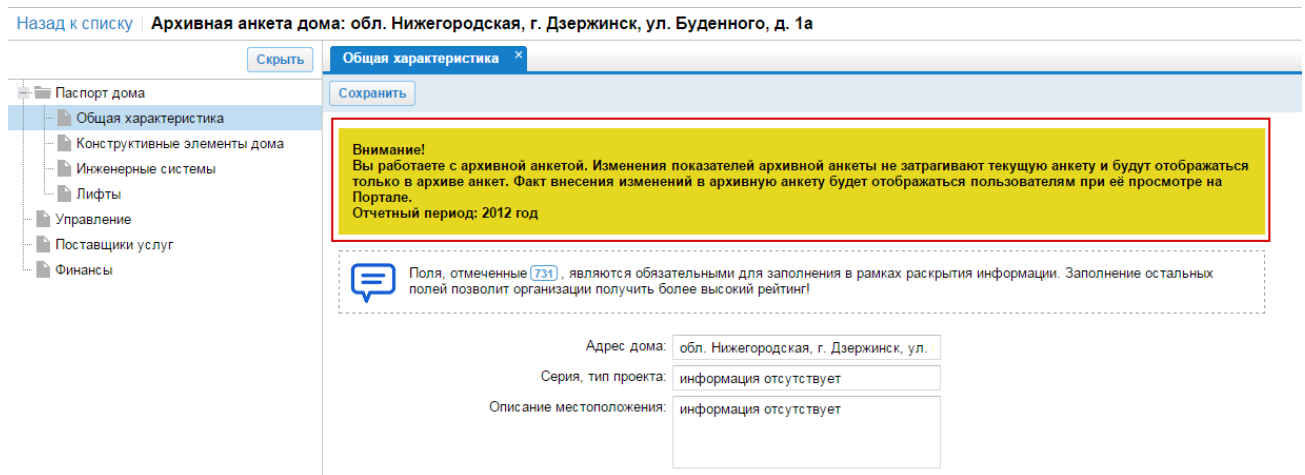 Назад к списку Архивная анкета дома: обл. Нижегородская, г. Дзержинск, ул. Буденного, д. 1а
Скрыть
Паспорт дома
Общая характеристика
Конструктивные элементы дома
Инженерные системы
Лифты
Управление
Поставщики услуг
Финансы
Общая характеристика ×
Сохранить
Внимание!
Вы работаете с архивной анкетой. Изменения показателей архивной анкеты не затрагивают текущую анкету и будут отображаться
только в архиве анкет. Факт внесения изменений в архивную анкету будет отображаться пользователям при её просмотре на
Портале.
Отчетный период: 2012 год
Поля, отмеченные 731 , являются обязательными для заполнения в рамках раскрытия информации. Заполнение остальных
полей позволит организации получить более высокий рейтинг!
Адрес дома: обл. Нижегородская, г. Дзержинск, ул.
Серия, тип проекта: информация отсутствует
Описание местоположения: информация отсутствует